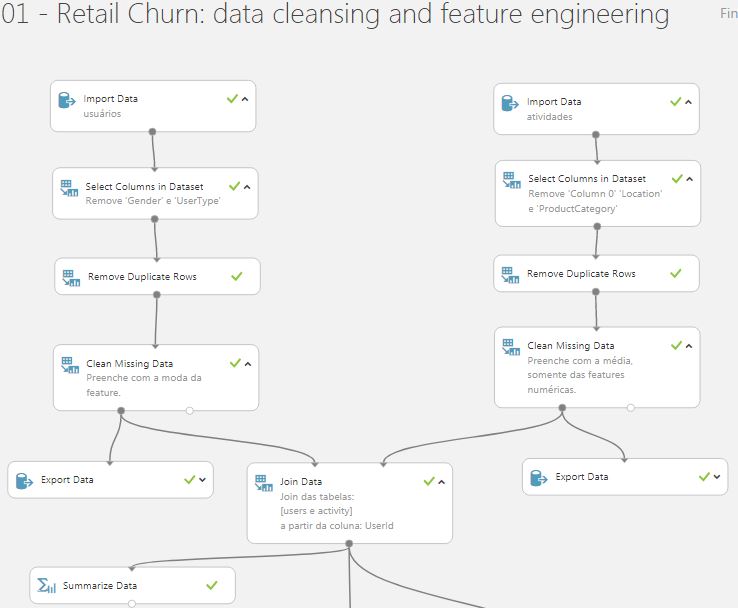 01 - Retail Churn: data cleansing and feature engineering
Fin
Import Data
usuários
Import Data
atividades
Select Columns in Dataset
Remove 'Gender' e 'UserType'
Select Columns in Dataset
Remove 'Column 0' 'Location'
e 'ProductCategory'
Remove Duplicate Rows
Remove Duplicate Rows
Clean Missing Data
Preenche com a moda da
feature.
Clean Missing Data
Preenche com a média,
somente das features
numéricas.
Export Data
Join Data
Join das tabelas:
[users e activity]
a partir da coluna: UserId
Export Data
Summarize Data